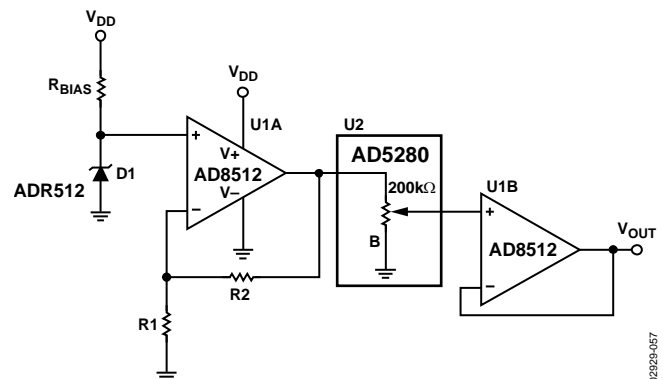 VDD
RBIAS
VDD
U1A
+
V+
AD8512
V−
−
ADR512
D1
R2
R1
U2
AD5280
200kΩ
B
U1B
+
AD8512
−
VOUT
02929-057